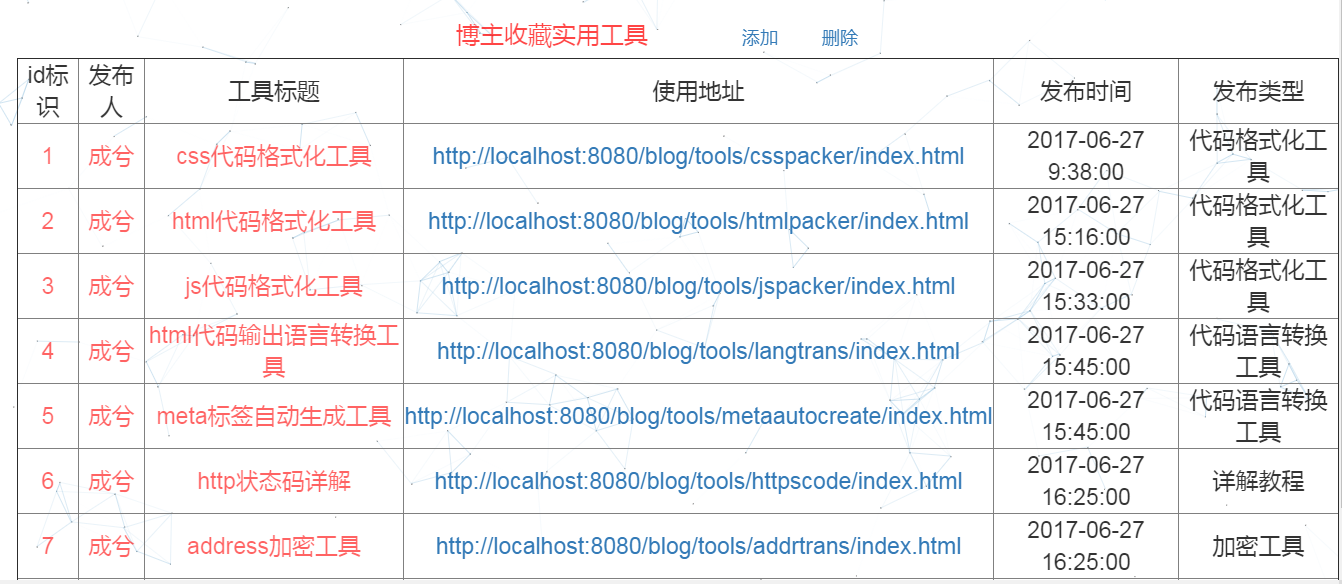 博主收藏实用工具 添加 删除
id标识 发布人 工具标题 使用地址 发布时间 发布类型
1 成兮 css代码格式化工具 http://localhost:8080/blog/tools/csspacker/index.html 2017-06-27 9:38:00 代码格式化工具
2 成兮 html代码格式化工具 http://localhost:8080/blog/tools/htmlpacker/index.html 2017-06-27 15:16:00 代码格式化工具
3 成兮 js代码格式化工具 http://localhost:8080/blog/tools/jspacker/index.html 2017-06-27 15:33:00 代码格式化工具
4 成兮 html代码输出语言转换工具 http://localhost:8080/blog/tools/langtrans/index.html 2017-06-27 15:45:00 代码语言转换工具
5 成兮 meta标签自动生成工具 http://localhost:8080/blog/tools/metaautocreate/index.html 2017-06-27 15:45:00 代码语言转换工具
6 成兮 http状态码详解 http://localhost:8080/blog/tools/httpscode/index.html 2017-06-27 16:25:00 详解教程
7 成兮 address加密工具 http://localhost:8080/blog/tools/addrtrans/index.html 2017-06-27 16:25:00 加密工具